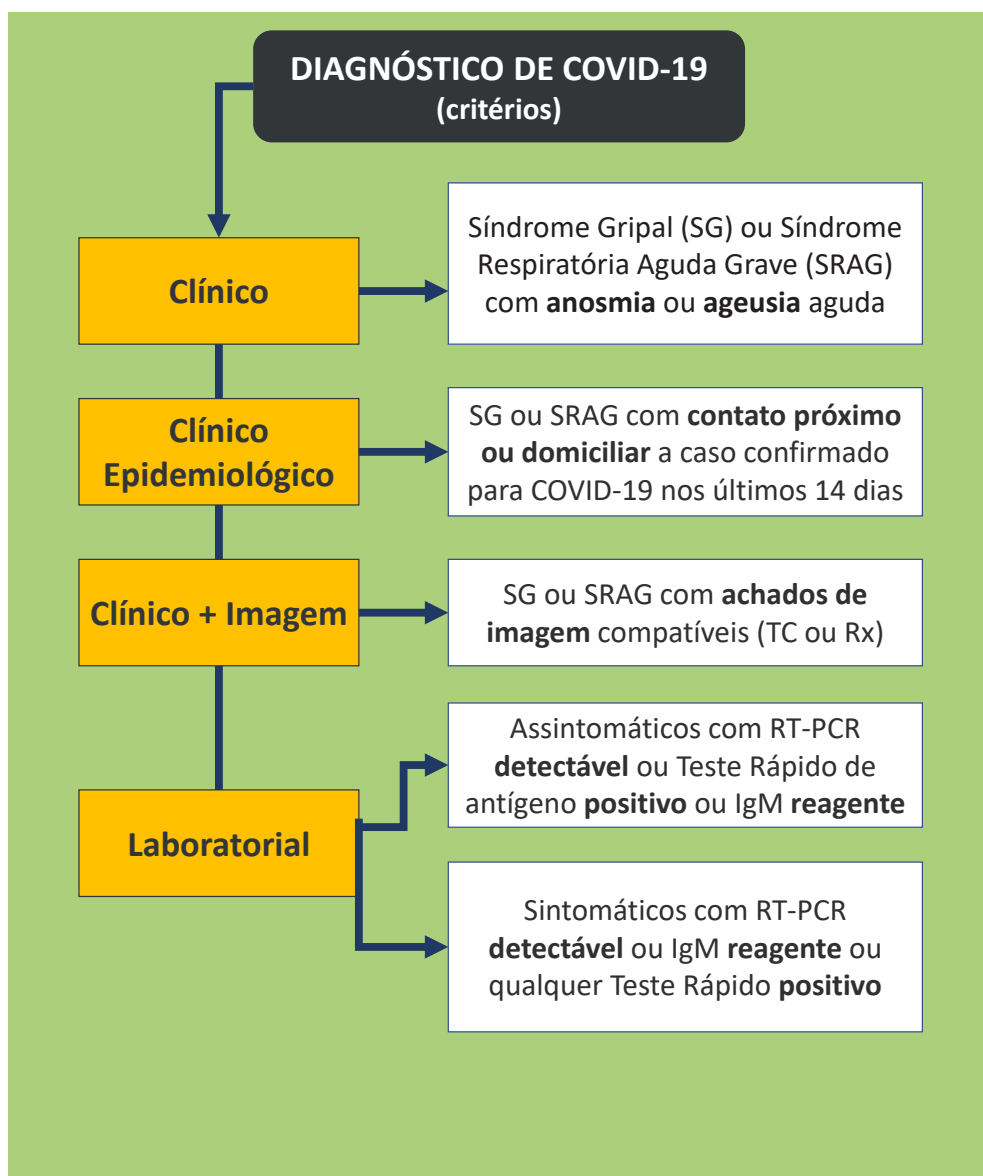 DIAGNÓSTICO DE COVID-19
(critérios)
Clínico
Síndrome Gripal (SG) ou Síndrome
Respiratória Aguda Grave (SRAG)
com anosmia ou ageusia aguda
Clínico
Epidemiológico
SG ou SRAG com contato próximo
ou domiciliar a caso confirmado
para COVID-19 nos últimos 14 dias
Clínico + Imagem
SG ou SRAG com achados de
imagem compatíveis (TC ou Rx)
Laboratorial
Assintomáticos com RT-PCR
detectável ou Teste Rápido de
antígeno positivo ou IgM reagente
Sintomáticos com RT-PCR
detectável ou IgM reagente ou
qualquer Teste Rápido positivo